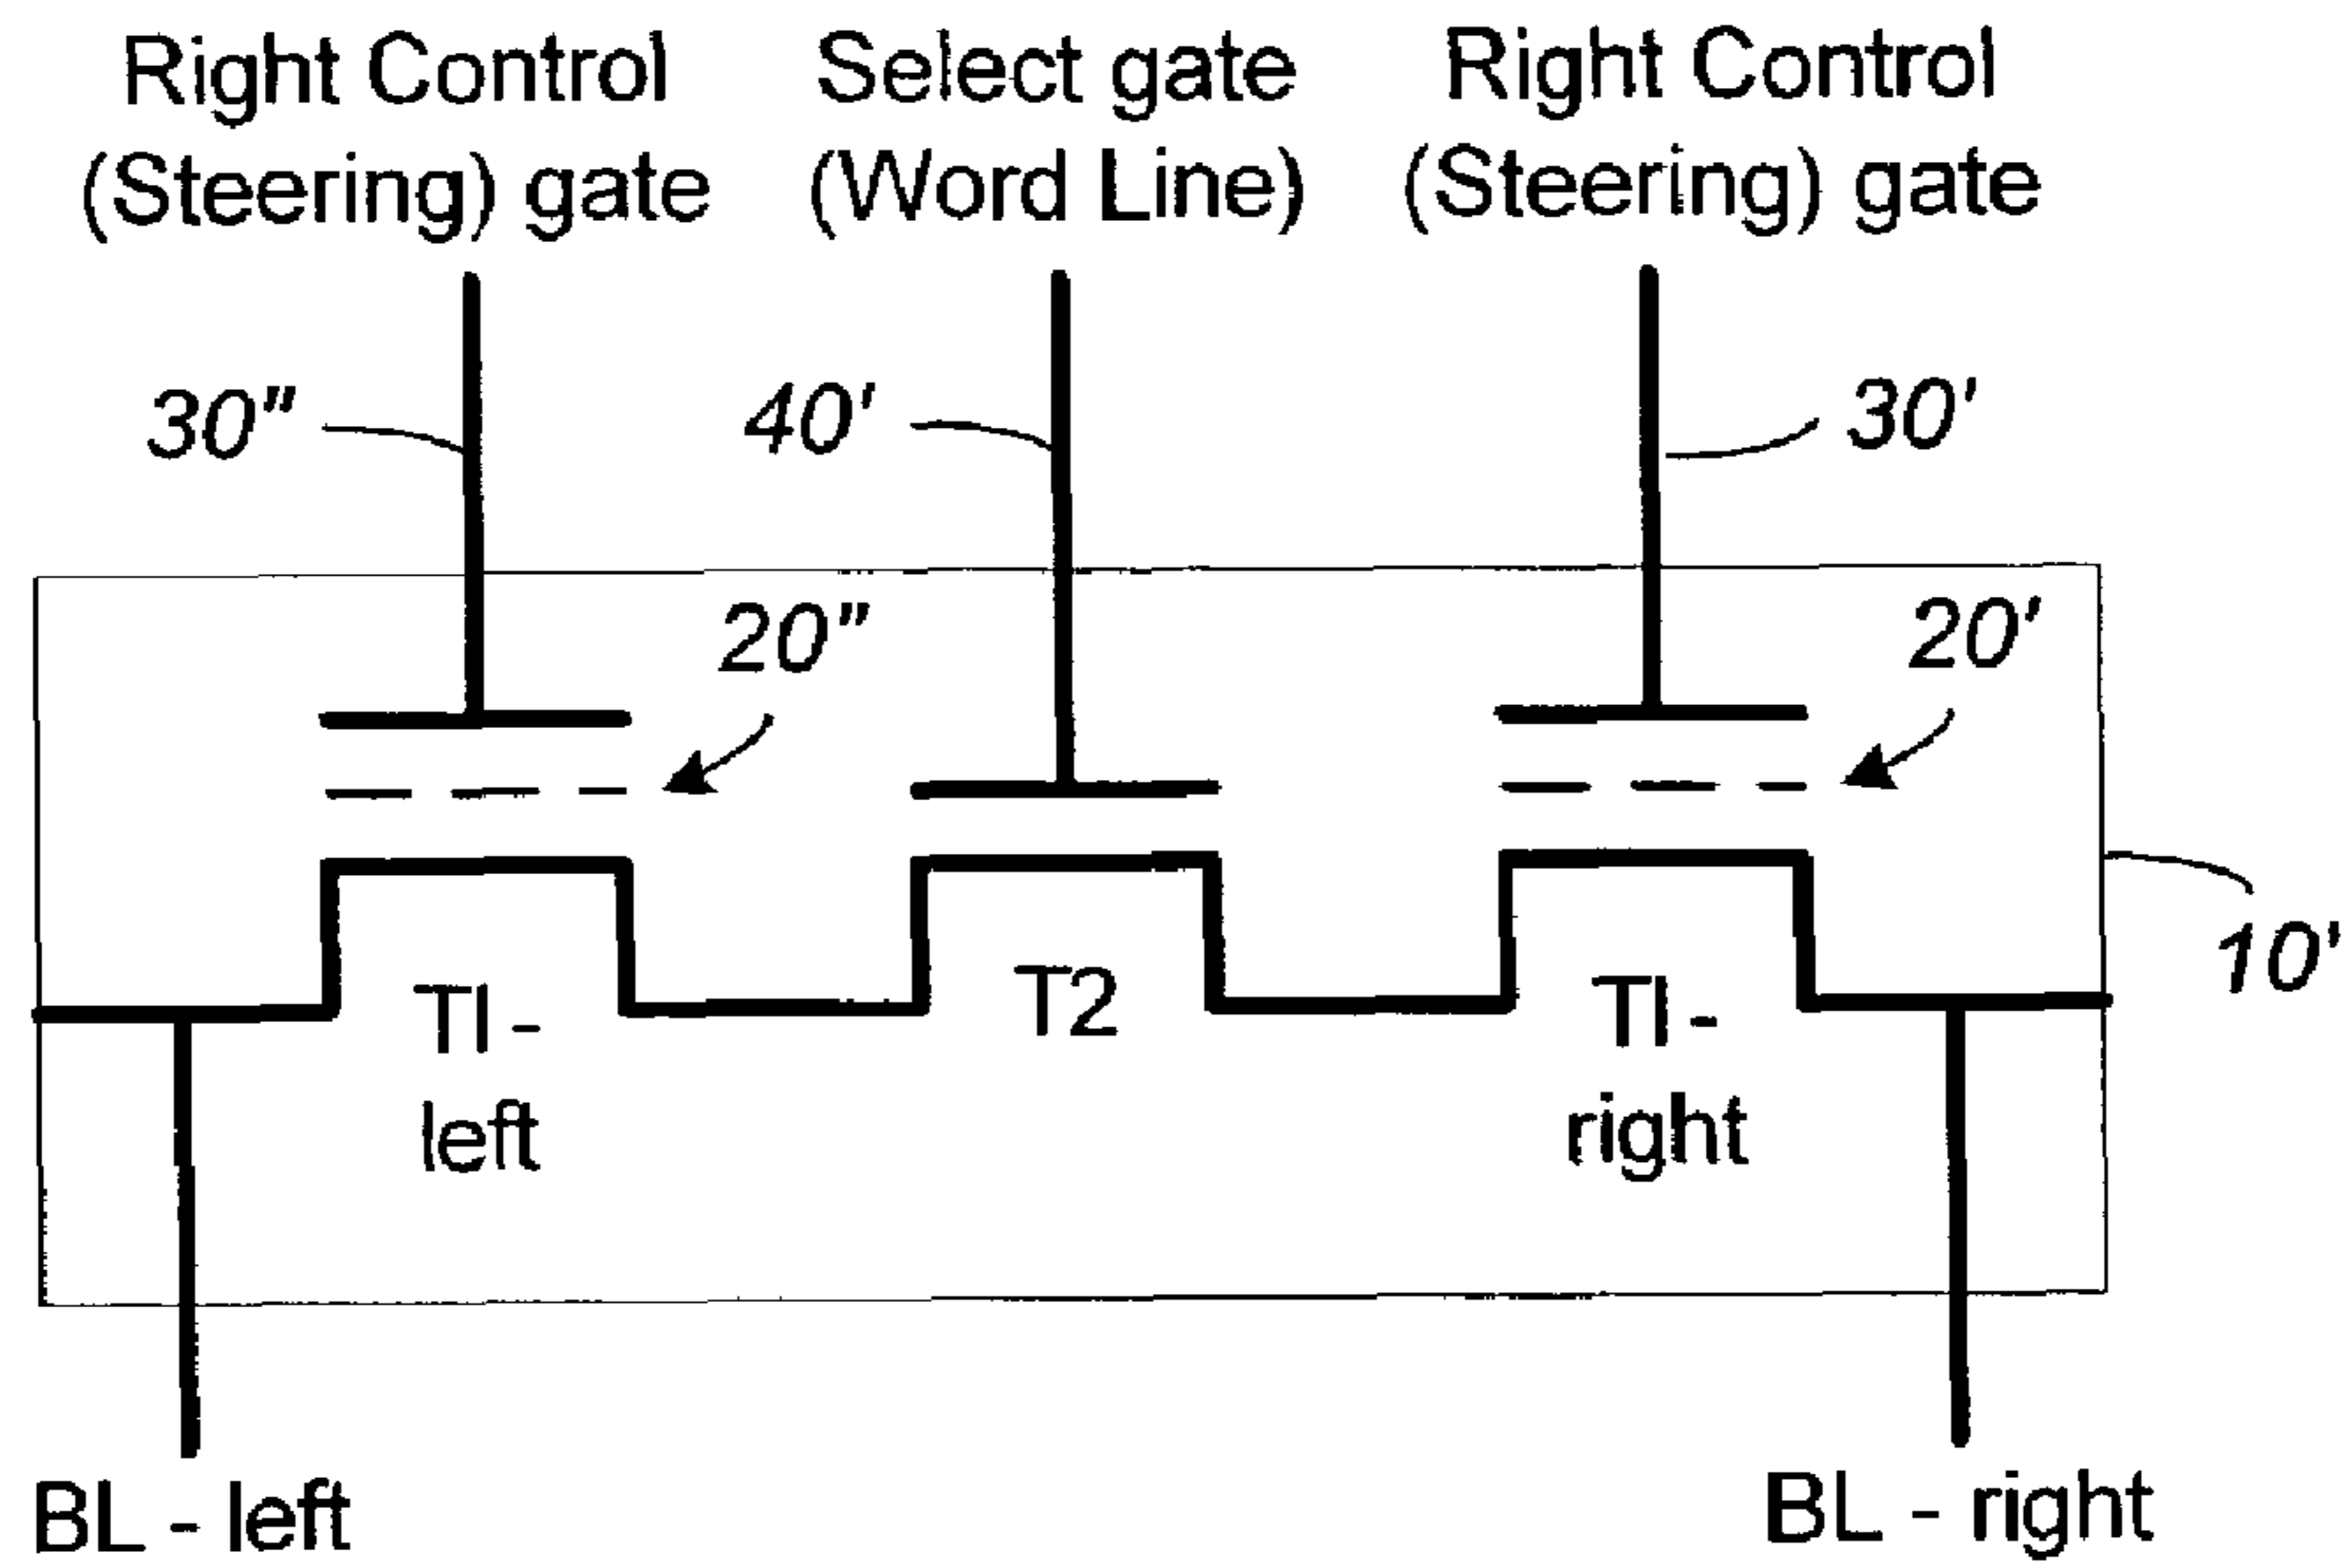 Right Control
(Steering) gate
Select gate
(Word Line)
Right Control
(Steering) gate
30"
40'
30'
20"
20'
10'
TI -
left
T2
TI -
right
BL - left
BL - right